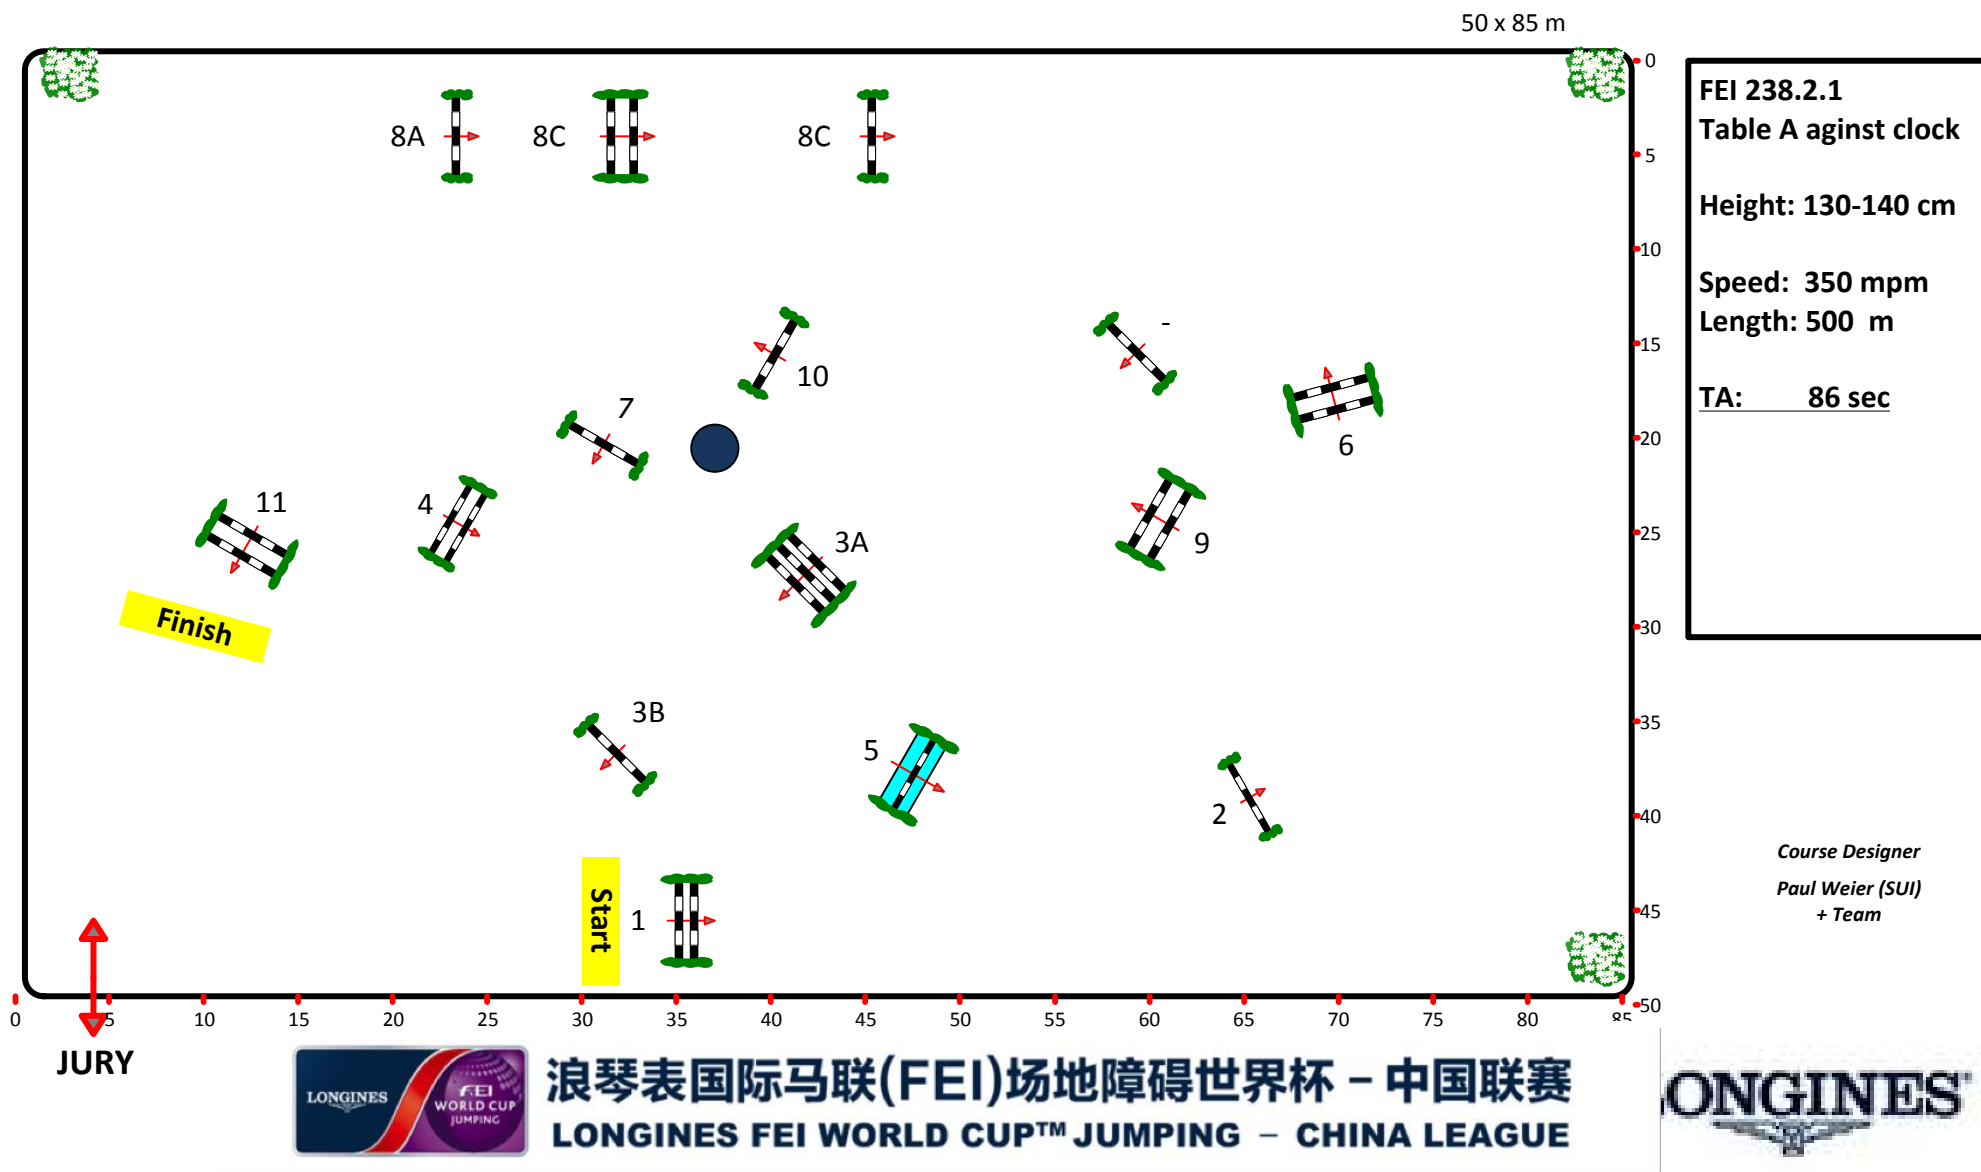 50 x 85 m
FEI 238.2.1
Table A aginst clock
Height: 130-140 cm
Speed: 350 mpm
Length: 500 m
TA: 86 sec
8A
8C
8C
10
-
7
6
11
4
3A
9
Finish
3B
5
2
Start
1
0
5
10
15
20
25
30
35
40
45
50
0
5
10
15
20
25
30
35
40
45
50
55
60
65
70
75
80
85
Course Designer
Paul Weier (SUI)
+ Team
JURY
LONGINES
FEI
WORLD CUP
JUMPING
浪琴表国际马联(FEI)场地障碍世界杯 – 中国联赛
LONGINES FEI WORLD CUP™ JUMPING – CHINA LEAGUE
ONGINES